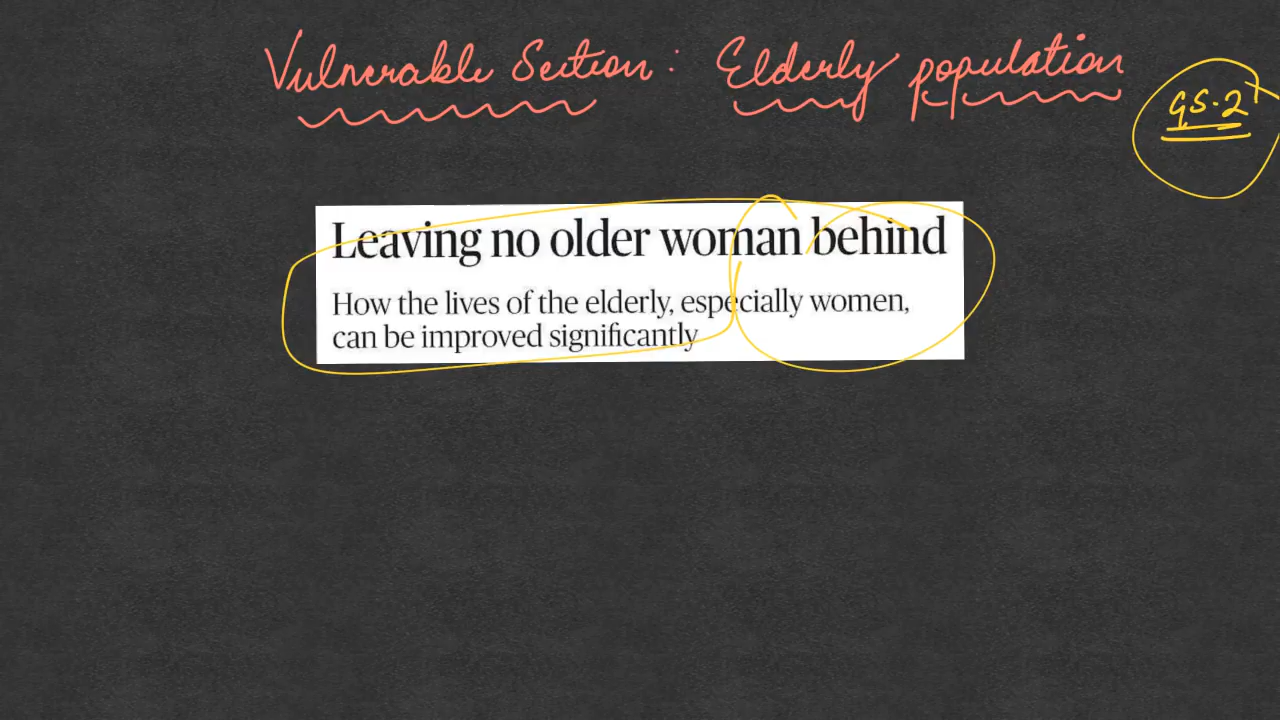 Vulnerable Section : Elderly population
G.S.2
Leaving no older woman behind
How the lives of the elderly, especially women,
can be improved significantly